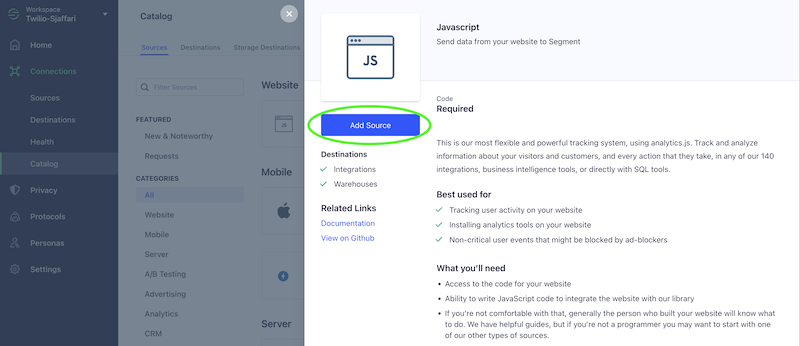 Workspace
Twilio-Sjaffari
Home
Connections
Sources
Destinations
Health
Catalog
Privacy
Protocols
Personas
Settings
Catalog
Sources Destinations Storage Destinations
Filter Sources
FEATURED
New & Noteworthy
Requests
CATEGORIES
All
Website
Mobile
Server
A/B Testing
Advertising
Analytics
CRM
Website
JS
Mobile
Server
JS
Add Source
Destinations
Integrations
Warehouses
Related Links
Documentation
View on Github
Javascript
Send data from your website to Segment
Code
Required
This is our most flexible and powerful tracking system, using analytics.js. Track and analyze
information about your visitors and customers, and every action that they take, in any of our 140
integrations, business intelligence tools, or directly with SQL tools.
Best used for
Tracking user activity on your website
Installing analytics tools on your website
Non-critical user events that might be blocked by ad-blockers
What you'll need
• Access to the code for your website
• Ability to write JavaScript code to integrate the website with our library
• If you're not comfortable with that, generally the person who built your website will know what
to do. We have helpful guides, but if you're not a programmer you may want to start with one
of our other types of sources.